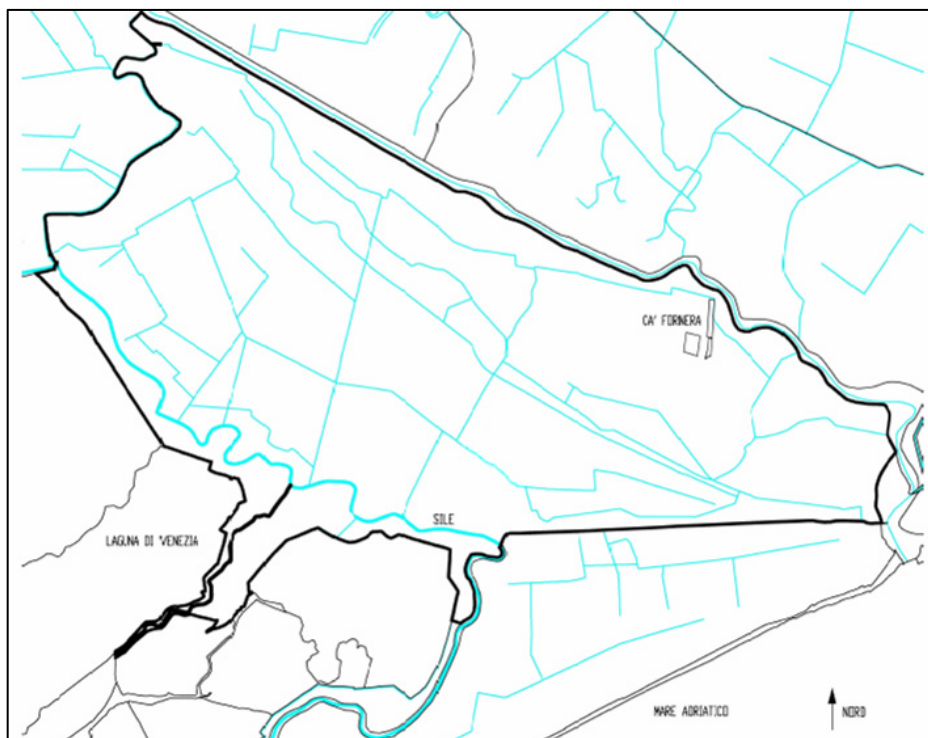 CA' FORNERA
SILE
LAGUNA DI VENEZIA
MARE ADRIATICO
NORD